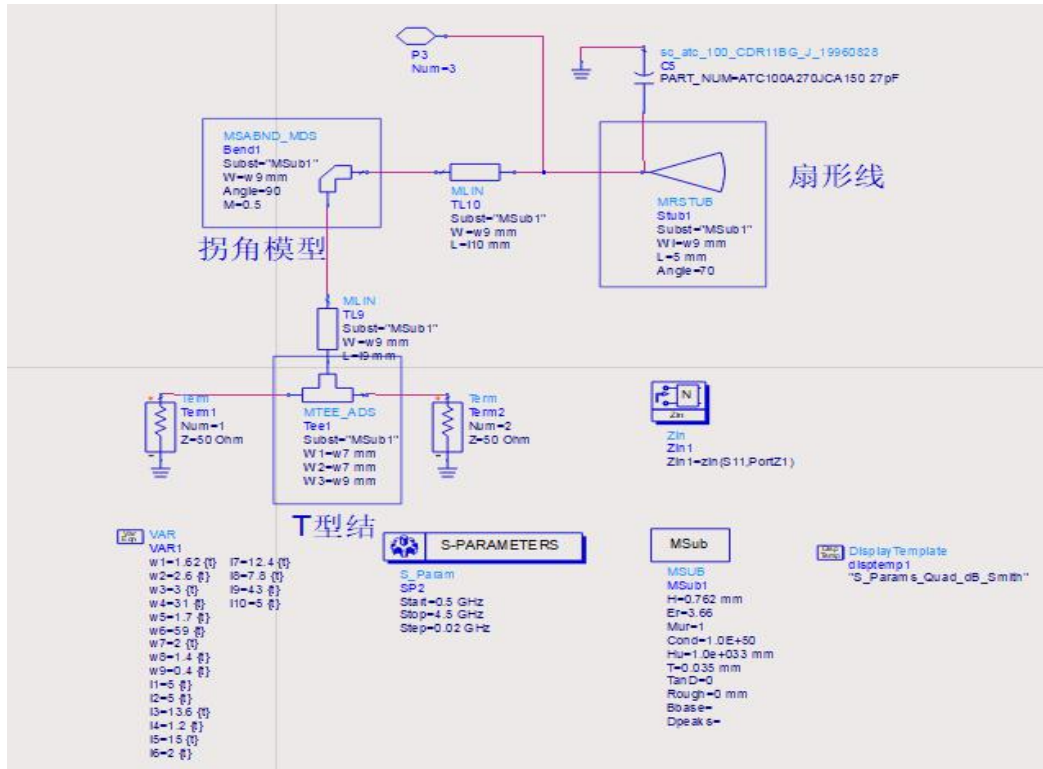 P3
Num=3
sc_atc_100_CDR11BG_J_19960828
C5
PART_NUM=ATC100A270JCA150 27pF
MSABND_MDS
Bend1
Subst="MSub1"
W=w9 mm
Angle=90
M=0.5
拐角模型
MLIN
TL10
Subst="MSub1"
W=w9 mm
L=l10 mm
MRSTUB
Stub1
Subst="MSub1"
Wi=w9 mm
L=5 mm
Angle=70
扇形线
MLIN
TL9
Subst="MSub1"
W=w9 mm
L=l9 mm
Term
Term1
Num=1
Z=50 Ohm
MTEE_ADS
Tee1
Subst="MSub1"
W1=w7 mm
W2=w7 mm
W3=w9 mm
T型结
Term
Term2
Num=2
Z=50 Ohm
N
Zin
Zin
Zin1
Zin1=zin(S11,PortZ1)
Var
Eqn
VAR
VAR1
w1=1.62 {t}
w2=2.6 {t}
w3=3 {t}
w4=31 {t}
w5=1.7 {t}
w6=59 {t}
w7=2 {t}
w8=1.4 {t}
w9=0.4 {t}
l1=5 {t}
l2=5 {t}
l3=13.6 {t}
l4=1.2 {t}
l5=15 {t}
l6=2 {t}
l7=12.4 {t}
l8=7.8 {t}
l9=43 {t}
l10=5 {t}
S-PARAMETERS
S_Param
SP2
Start=0.5 GHz
Stop=4.5 GHz
Step=0.02 GHz
MSub
MSUB
MSub1
H=0.762 mm
Er=3.66
Mur=1
Cond=1.0E+50
Hu=1.0e+033 mm
T=0.035 mm
TanD=0
Rough=0 mm
Bbase=
Dpeaks=
Disp
Temp
DisplayTemplate
disptemp1
"S_Params_Quad_dB_Smith"